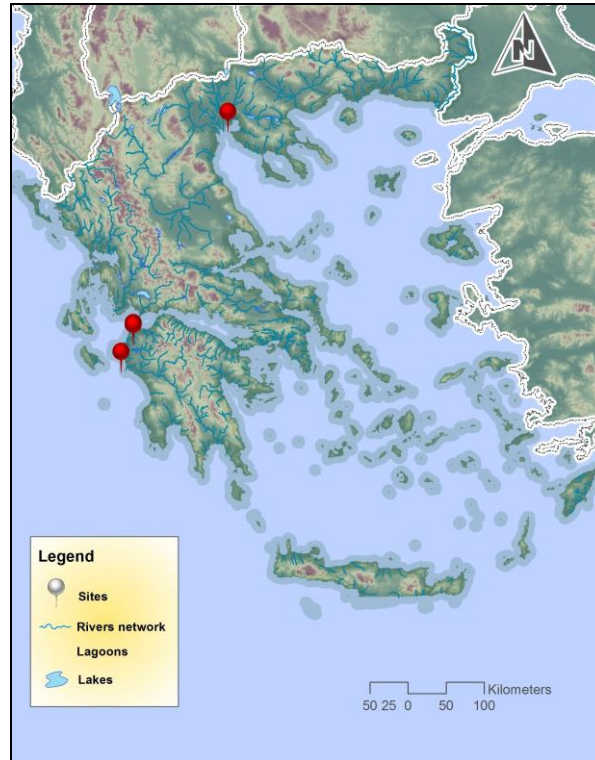 N
Legend
Sites
Rivers network
Lagoons
Lakes
Kilometers
50 25 0 50 100